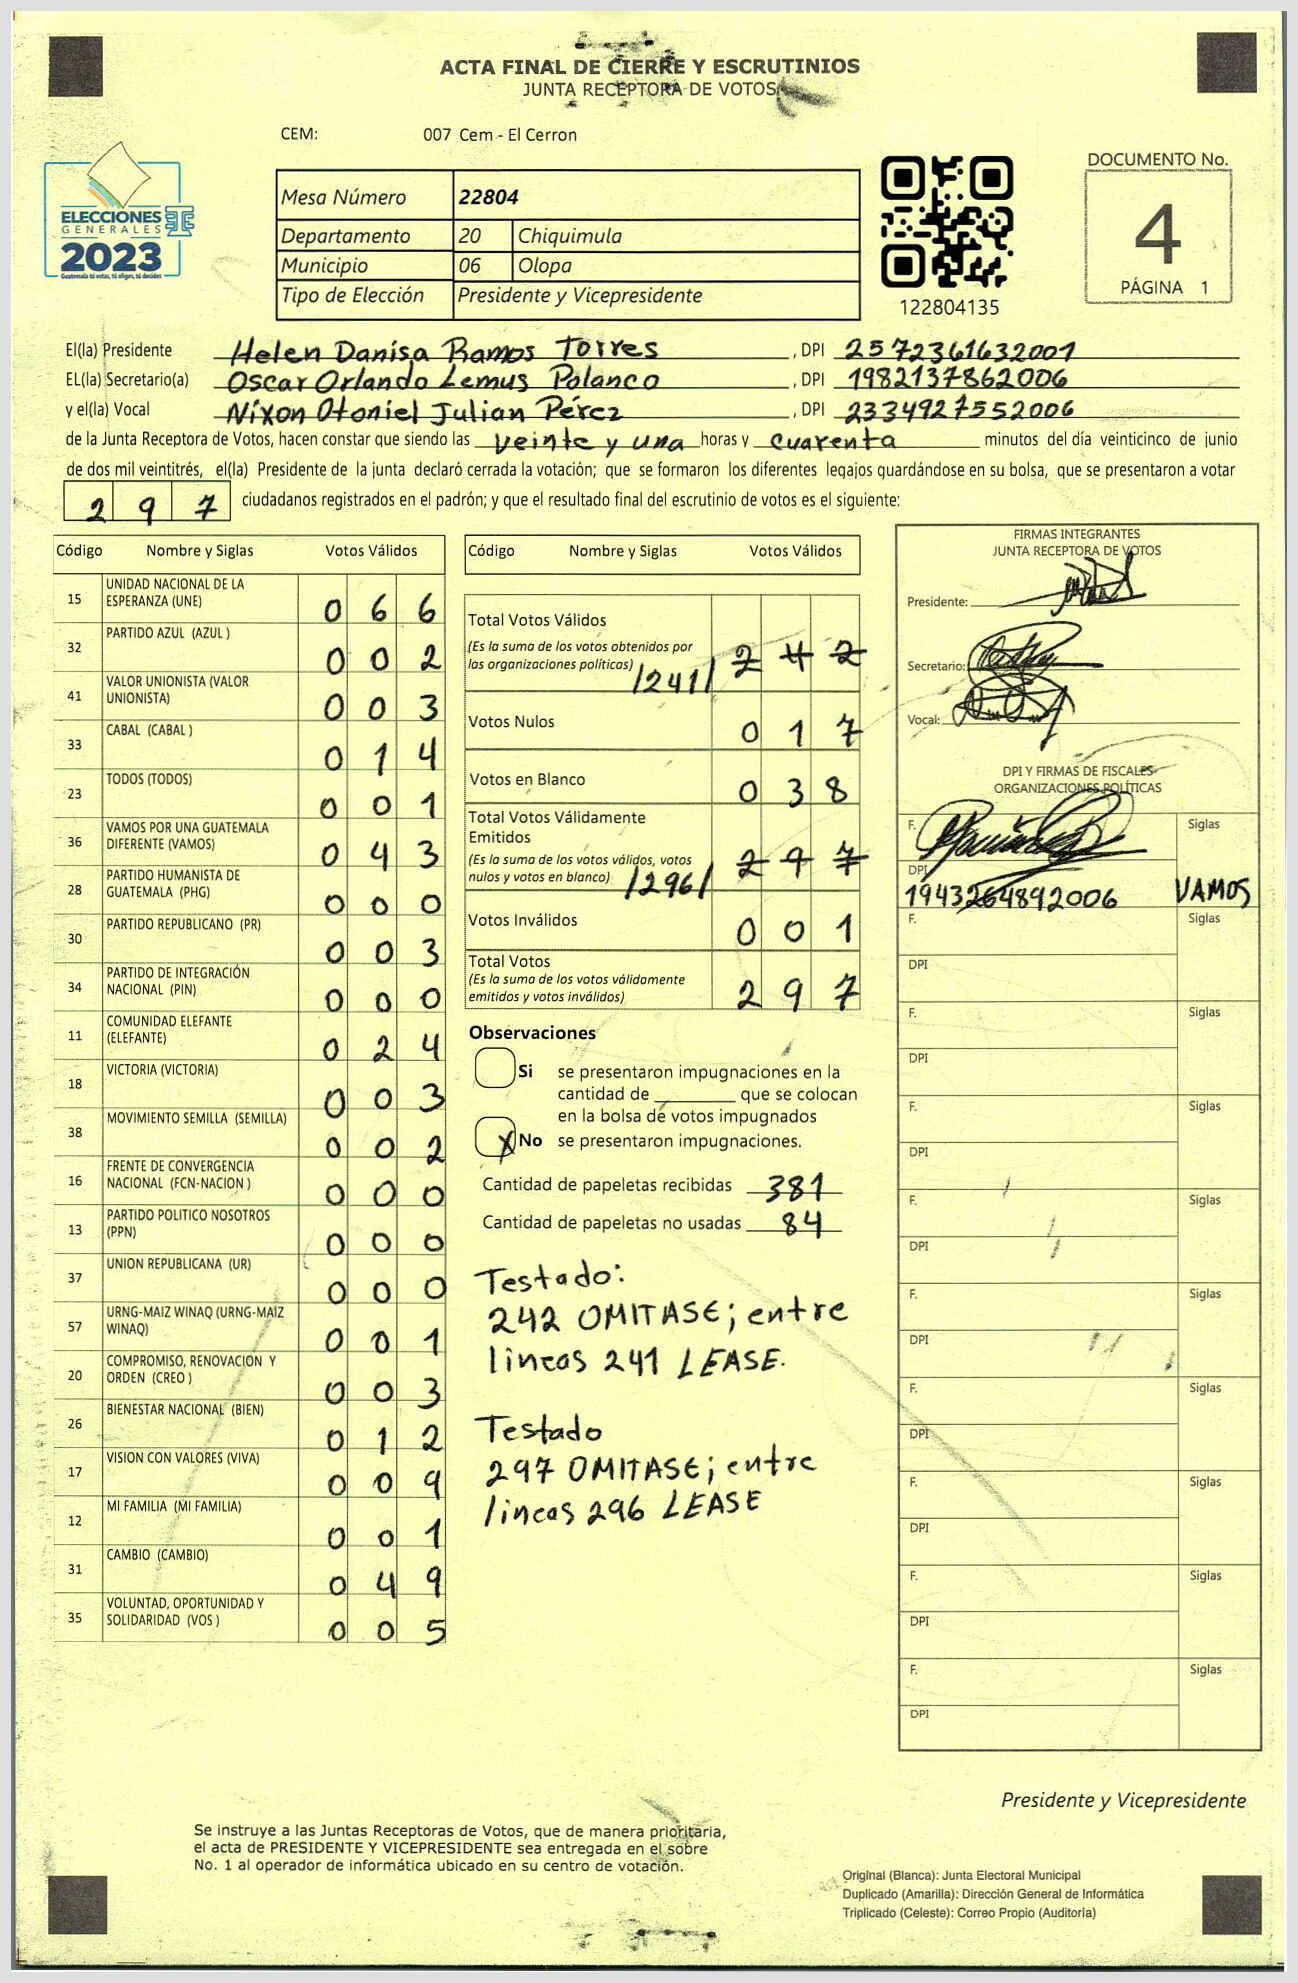 ACTA FINAL DE CIERRE Y ESCRUTINIOS
JUNTA RECEPTORA DE VOTOS
CEM: 007 Cem - El Cerron
ELECCIONES
GENERALES
2023
Guatemala tú votas, tú eliges, tú decides
Mesa Número 22804
Departamento 20 Chiquimula
Municipio 06 Olopa
Tipo de Elección Presidente y Vicepresidente
122804135
DOCUMENTO No.
4
PÁGINA 1
El(la) Presidente Helen Danisa Ramos Torres , DPI 2572361632001
EL(la) Secretario(a) Oscar Orlando Lemus Polanco , DPI 1982137862006
y el(la) Vocal Nixon Otoniel Julian Pérez , DPI 2334927552006
de la Junta Receptora de Votos, hacen constar que siendo las veinte y una horas y cuarenta minutos del día veinticinco de junio
de dos mil veintitrés, el(la) Presidente de la junta declaró cerrada la votación; que se formaron los diferentes legajos quardándose en su bolsa, que se presentaron a votar
297 ciudadanos registrados en el padrón; y que el resultado final del escrutinio de votos es el siguiente:
Código Nombre y Siglas Votos Válidos
15 UNIDAD NACIONAL DE LA
ESPERANZA (UNE) 0 6 6
32 PARTIDO AZUL (AZUL ) 0 0 2
41 VALOR UNIONISTA (VALOR
UNIONISTA) 0 0 3
33 CABAL (CABAL ) 0 1 4
23 TODOS (TODOS) 0 0 1
36 VAMOS POR UNA GUATEMALA
DIFERENTE (VAMOS) 0 4 3
28 PARTIDO HUMANISTA DE
GUATEMALA (PHG) 0 0 0
30 PARTIDO REPUBLICANO (PR) 0 0 3
34 PARTIDO DE INTEGRACIÓN
NACIONAL (PIN) 0 0 0
11 COMUNIDAD ELEFANTE
(ELEFANTE) 0 2 4
18 VICTORIA (VICTORIA) 0 0 3
38 MOVIMIENTO SEMILLA (SEMILLA) 0 0 2
16 FRENTE DE CONVERGENCIA
NACIONAL (FCN-NACION ) 0 0 0
13 PARTIDO POLITICO NOSOTROS
(PPN) 0 0 0
37 UNION REPUBLICANA (UR) 0 0 0
57 URNG-MAIZ WINAQ (URNG-MAIZ
WINAQ) 0 0 1
20 COMPROMISO, RENOVACION Y
ORDEN (CREO ) 0 0 3
26 BIENESTAR NACIONAL (BIEN) 0 1 2
17 VISION CON VALORES (VIVA) 0 0 9
12 MI FAMILIA (MI FAMILIA) 0 0 1
31 CAMBIO (CAMBIO) 0 4 9
35 VOLUNTAD, OPORTUNIDAD Y
SOLIDARIDAD (VOS ) 0 0 5
Código Nombre y Siglas Votos Válidos
Total Votos Válidos
(Es la suma de los votos obtenidos por
las organizaciones políticas) /241/ 2 4 2
Votos Nulos 0 1 7
Votos en Blanco 0 3 8
Total Votos Válidamente
Emitidos
(Es la suma de los votos válidos, votos
nulos y votos en blanco) /296/ 2 9 7
Votos Inválidos 0 0 1
Total Votos
(Es la suma de los votos válidamente
emitidos y votos inválidos) 2 9 7
Observaciones
Si se presentaron impugnaciones en la
cantidad de ________ que se colocan
en la bolsa de votos impugnados
X No se presentaron impugnaciones.
Cantidad de papeletas recibidas 381
Cantidad de papeletas no usadas 84
Testado:
242 OMITASE; entre
lineas 241 LEASE.
Testado
297 OMITASE; entre
lineas 296 LEASE
FIRMAS INTEGRANTES
JUNTA RECEPTORA DE VOTOS
Presidente:
Secretario:
Vocal:
DPI Y FIRMAS DE FISCALES
ORGANIZACIONES POLÍTICAS
F. Siglas
DPI
1943264892006 VAMOS
F. Siglas
DPI
F. Siglas
DPI
F. Siglas
DPI
F. Siglas
DPI
F. Siglas
DPI
F. Siglas
DPI
F. Siglas
DPI
F. Siglas
DPI
F. Siglas
DPI
Presidente y Vicepresidente
Se instruye a las Juntas Receptoras de Votos, que de manera prioritaria,
el acta de PRESIDENTE Y VICEPRESIDENTE sea entregada en el sobre
No. 1 al operador de informática ubicado en su centro de votación.
Original (Blanca): Junta Electoral Municipal
Duplicado (Amarilla): Dirección General de Informática
Triplicado (Celeste): Correo Propio (Auditoría)